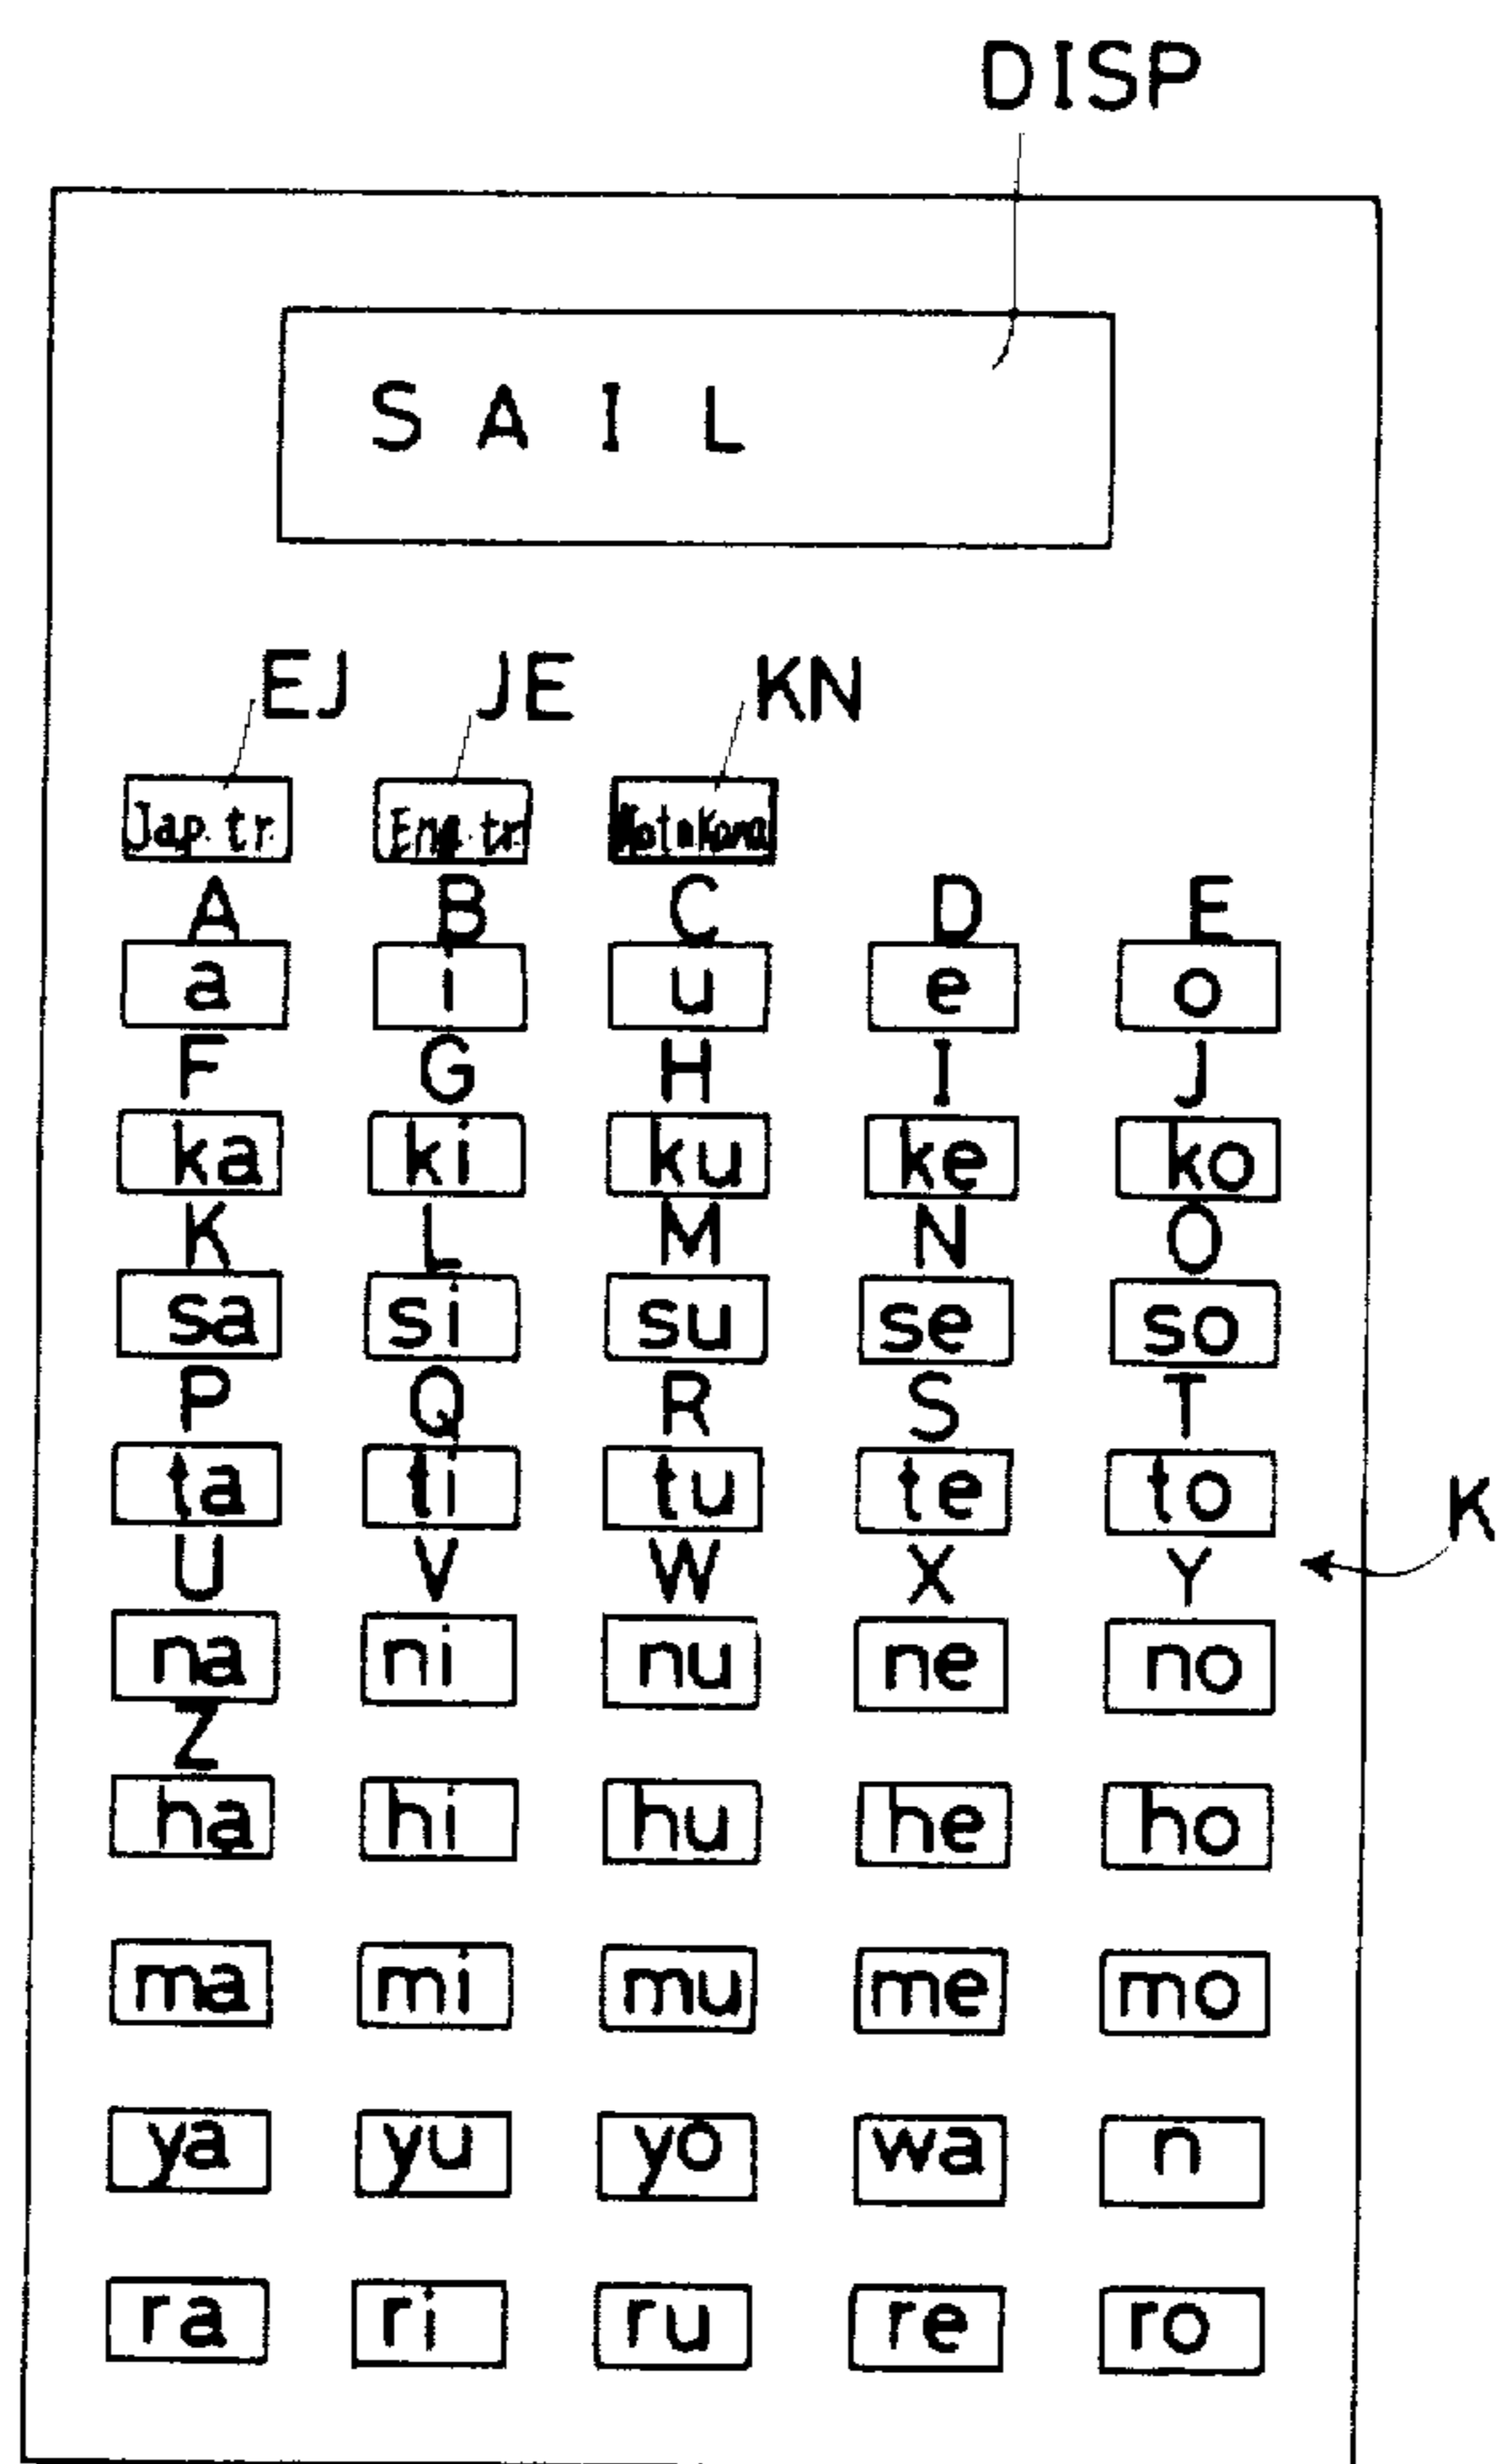 DISP
S A I L
EJ JE KN
Jap. tr. Eng. tr.
A B C D E
a i u e o
F G H I J
ka ki ku ke ko
K L M N O
sa si su se so
P Q R S T
ta ti tu te to
K
U V W X Y
na ni nu ne no
Z
ha hi hu he ho
ma mi mu me mo
ya yu yo wa n
ra ri ru re ro